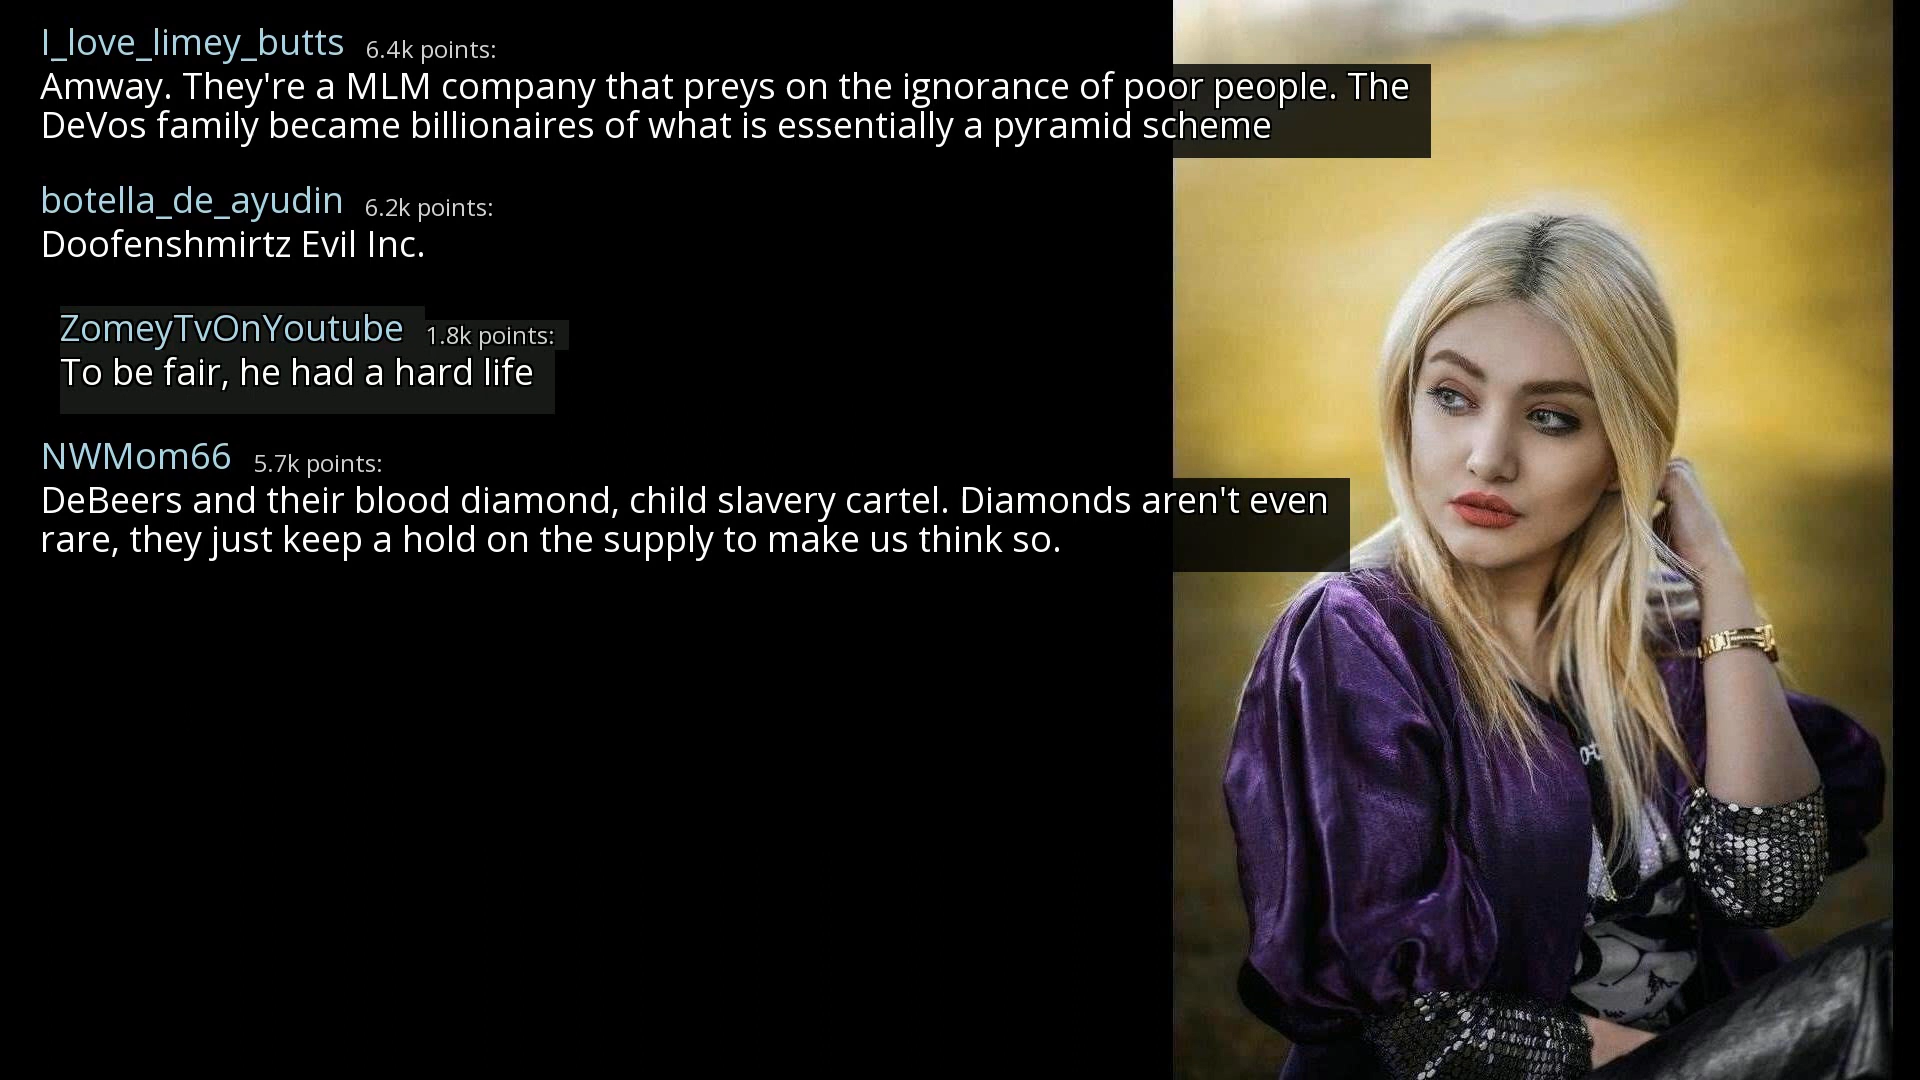 I_love_limey_butts 6.4k points:
Amway. They're a MLM company that preys on the ignorance of poor people. The
DeVos family became billionaires of what is essentially a pyramid scheme
botella_de_ayudin 6.2k points:
Doofenshmirtz Evil Inc.
ZomeyTvOnYoutube 1.8k points:
To be fair, he had a hard life
NWMom66 5.7k points:
DeBeers and their blood diamond, child slavery cartel. Diamonds aren't even
rare, they just keep a hold on the supply to make us think so.